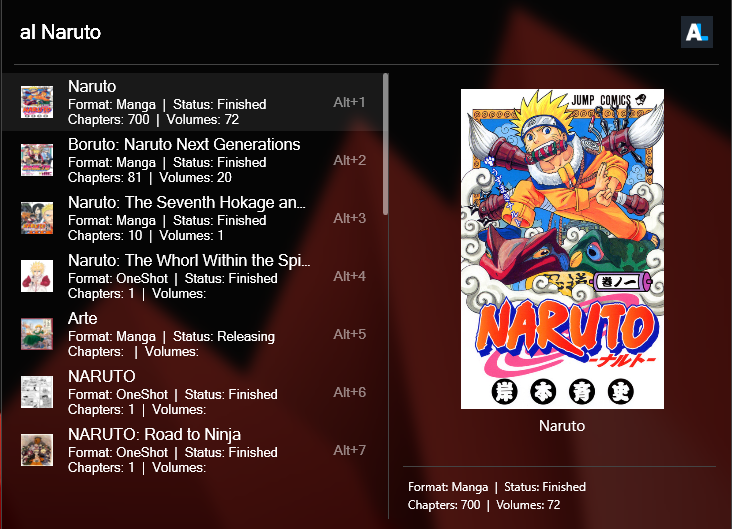 al Naruto
AL
Naruto
Format: Manga | Status: Finished
Chapters: 700 | Volumes: 72
Alt+1
Boruto: Naruto Next Generations
Format: Manga | Status: Finished
Chapters: 81 | Volumes: 20
Alt+2
Naruto: The Seventh Hokage an...
Format: Manga | Status: Finished
Chapters: 10 | Volumes: 1
Alt+3
Naruto: The Whorl Within the Spi...
Format: OneShot | Status: Finished
Chapters: 1 | Volumes:
Alt+4
Arte
Format: Manga | Status: Releasing
Chapters: | Volumes:
Alt+5
NARUTO
Format: OneShot | Status: Finished
Chapters: 1 | Volumes:
Alt+6
NARUTO: Road to Ninja
Format: OneShot | Status: Finished
Chapters: 1 | Volumes:
Alt+7
JUMP COMICS
巻ノ一
NARUTO
-ナルト-
岸本斉史
Naruto
Format: Manga | Status: Finished
Chapters: 700 | Volumes: 72